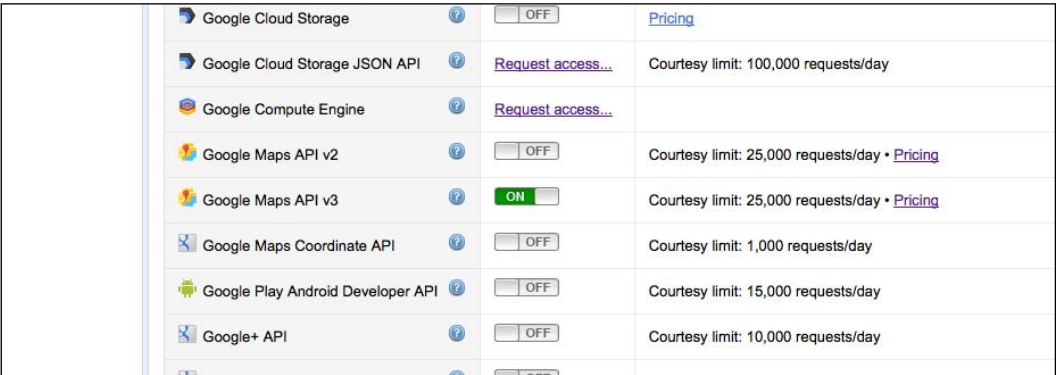 Google Cloud Storage OFF Pricing
Google Cloud Storage JSON API Request access... Courtesy limit: 100,000 requests/day
Google Compute Engine Request access...
Google Maps API v2 OFF Courtesy limit: 25,000 requests/day • Pricing
Google Maps API v3 ON Courtesy limit: 25,000 requests/day • Pricing
Google Maps Coordinate API OFF Courtesy limit: 1,000 requests/day
Google Play Android Developer API OFF Courtesy limit: 15,000 requests/day
Google+ API OFF Courtesy limit: 10,000 requests/day
OFF